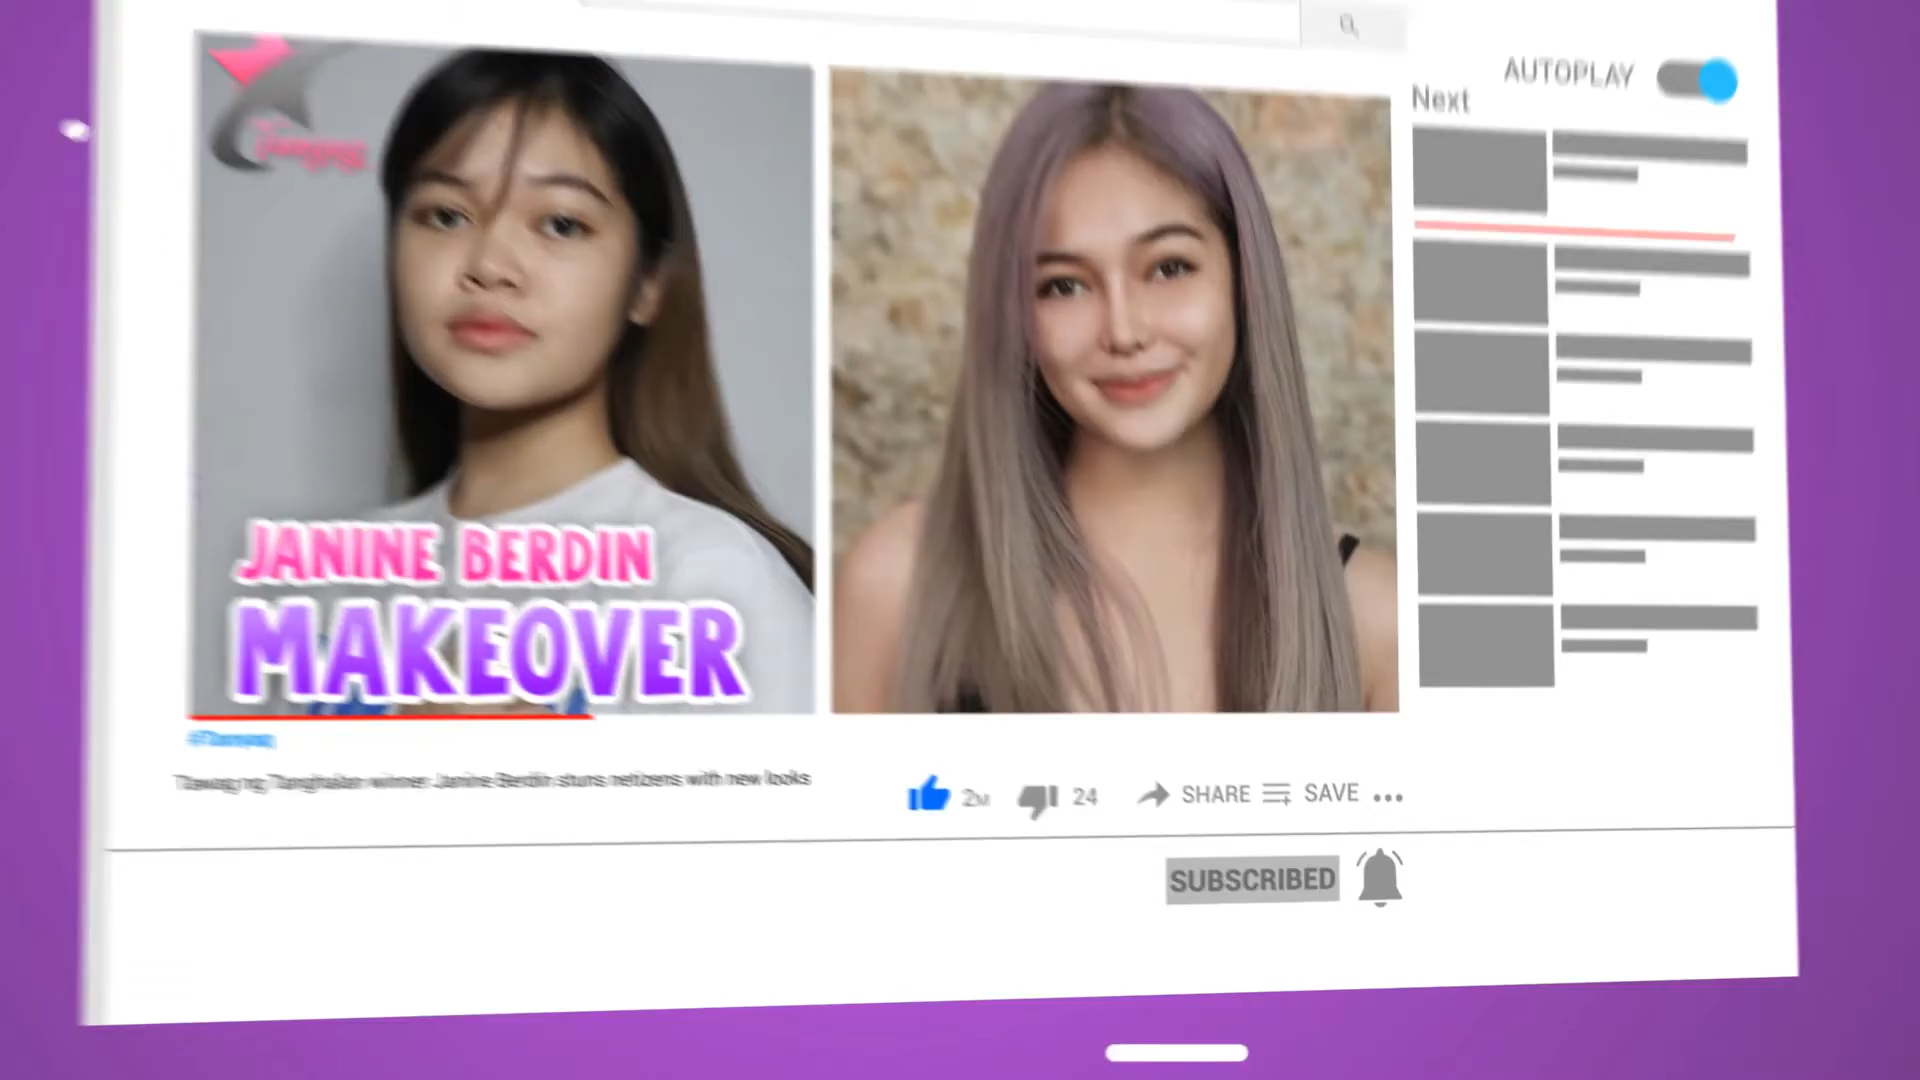 AUTOPLAY
Next
JANINE BERDIN
MAKEOVER
Tawag ng Tanghalan winner Janine Berdin stuns netizens with new looks
2M
24
SHARE
SAVE
SUBSCRIBED